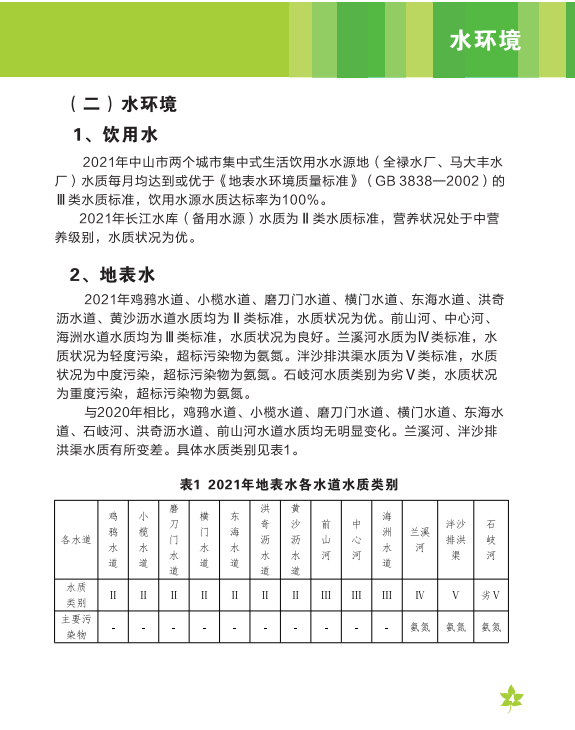 水环境
（二）水环境
1、饮用水
2021年中山市两个城市集中式生活饮用水水源地（全禄水厂、马大丰水
厂）水质每月均达到或优于《地表水环境质量标准》（GB 3838—2002）的
Ⅲ类水质标准，饮用水源水质达标率为100%。
2021年长江水库（备用水源）水质为Ⅱ类水质标准，营养状况处于中营
养级别，水质状况为优。
2、地表水
2021年鸡鸦水道、小榄水道、磨刀门水道、横门水道、东海水道、洪奇
沥水道、黄沙沥水道水质均为Ⅱ类标准，水质状况为优。前山河、中心河、
海洲水道水质均为Ⅲ类标准，水质状况为良好。兰溪河水质为Ⅳ类标准，水
质状况为轻度污染，超标污染物为氨氮。泮沙排洪渠水质为Ⅴ类标准，水质
状况为中度污染，超标污染物为氨氮。石岐河水质类别为劣Ⅴ类，水质状况
为重度污染，超标污染物为氨氮。
与2020年相比，鸡鸦水道、小榄水道、磨刀门水道、横门水道、东海水
道、石岐河、洪奇沥水道、前山河水道水质均无明显变化。兰溪河、泮沙排
洪渠水质有所变差。具体水质类别见表1。
表1 2021年地表水各水道水质类别
各水道 鸡鸦水道 小榄水道 磨刀门水道 横门水道 东海水道 洪奇沥水道 黄沙沥水道 前山河 中心河 海洲水道 兰溪河 泮沙排洪渠 石岐河
水质类别 Ⅱ Ⅱ Ⅱ Ⅱ Ⅱ Ⅱ Ⅱ Ⅲ Ⅲ Ⅲ Ⅳ Ⅴ 劣Ⅴ
主要污染物 - - - - - - - - - - 氨氮 氨氮 氨氮
4